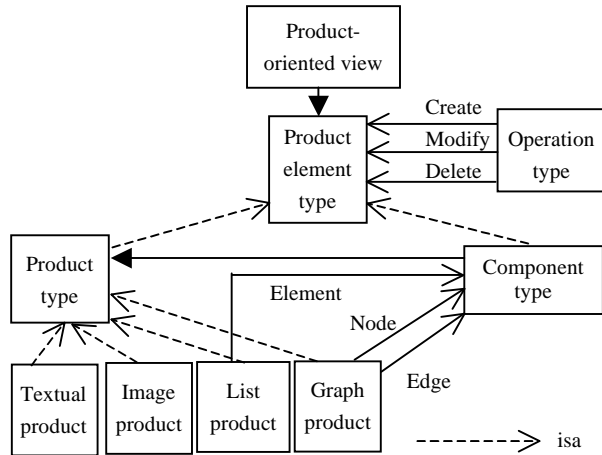 Product-
oriented view
Create
Product
element
type
Modify
Operation
type
Delete
Product
type
Component
type
Element
Node
Edge
Textual
product
Image
product
List
product
Graph
product
isa